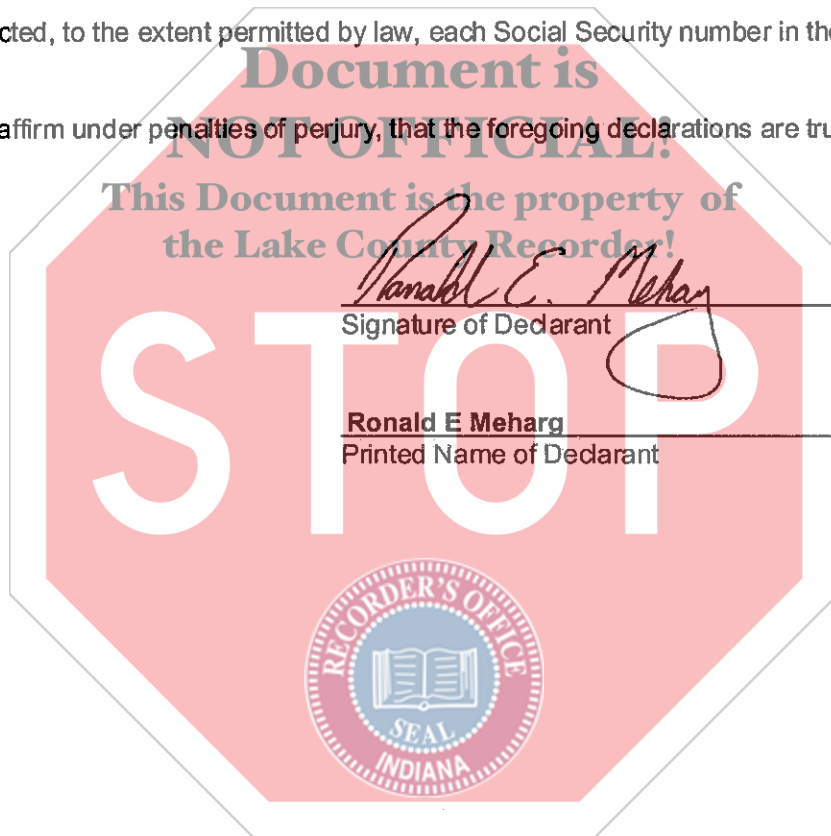 cted, to the extent permitted by law, each Social Security number in the
Document is
affirm under penalties of perjury, that the foregoing declarations are tru
NOT OFFICIAL!
This Document is the property of
the Lake County Recorder!
Ronald E. Meharg
Signature of Declarant
STOP
Ronald E Meharg
Printed Name of Declarant
RECORDER'S OFFICE
SEAL
INDIANA